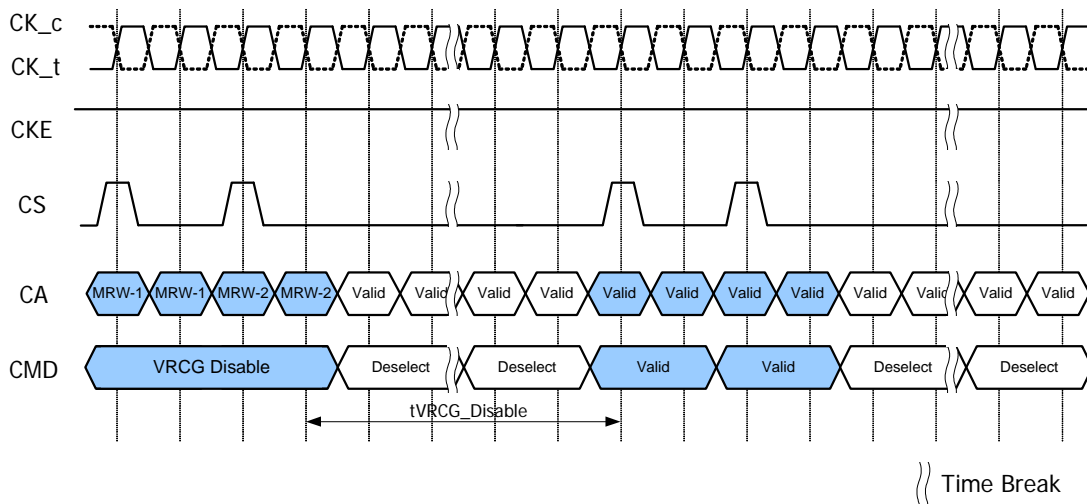 CK_c
CK_t
CKE
CS
CA MRW-1 MRW-1 MRW-2 MRW-2 Valid Valid Valid Valid Valid Valid Valid Valid Valid Valid Valid Valid
CMD VRCG Disable Deselect Deselect Valid Valid Deselect Deselect
tVRCG_Disable
Time Break